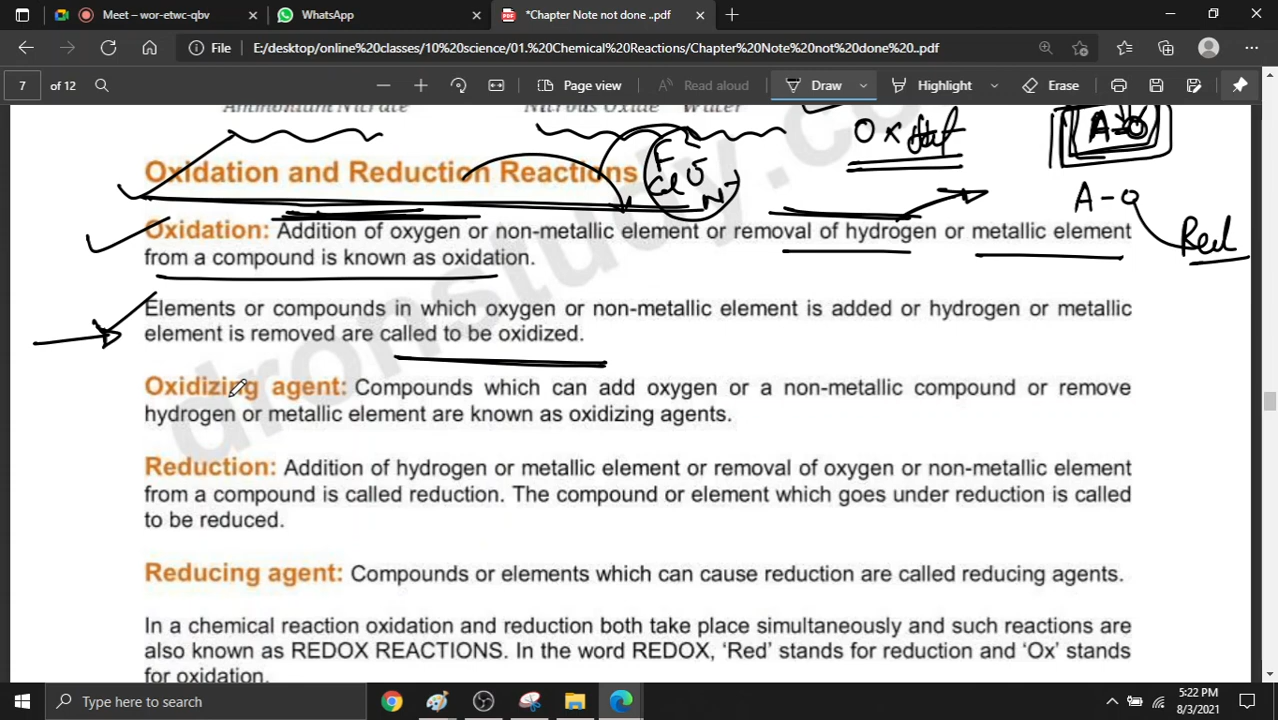 Meet – wor-etwc-qbv
WhatsApp
*Chapter Note not done ..pdf
File
E:/desktop/online%20classes/10%20science/01.%20Chemical%20Reactions/Chapter%20Note%20not%20done%20..pdf
7 of 12
Page view
Read aloud
Draw
Highlight
Erase
Ammonium Nitrate Nitrous Oxide Water
A-O
A-O
Red
F
O
Cl
N
Oxidation and Reduction Reactions
Oxidation: Addition of oxygen or non-metallic element or removal of hydrogen or metallic element
from a compound is known as oxidation.
Elements or compounds in which oxygen or non-metallic element is added or hydrogen or metallic
element is removed are called to be oxidized.
Oxidizing agent: Compounds which can add oxygen or a non-metallic compound or remove
hydrogen or metallic element are known as oxidizing agents.
Reduction: Addition of hydrogen or metallic element or removal of oxygen or non-metallic element
from a compound is called reduction. The compound or element which goes under reduction is called
to be reduced.
Reducing agent: Compounds or elements which can cause reduction are called reducing agents.
In a chemical reaction oxidation and reduction both take place simultaneously and such reactions are
also known as REDOX REACTIONS. In the word REDOX, ‘Red’ stands for reduction and ‘Ox’ stands
for oxidation.
dronstudy.com
Type here to search
5:22 PM
8/3/2021